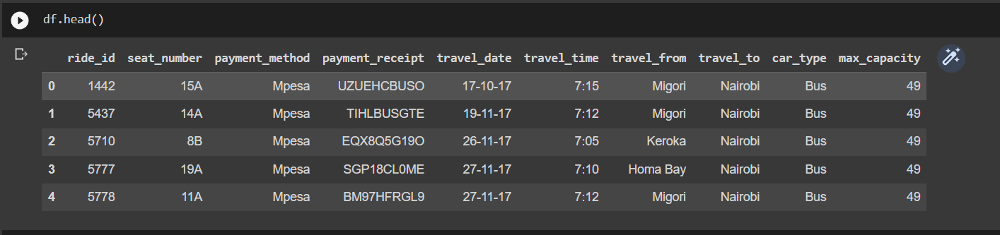 df.head()
ride_id seat_number payment_method payment_receipt travel_date travel_time travel_from travel_to car_type max_capacity
0 1442 15A Mpesa UZUEHCBUSO 17-10-17 7:15 Migori Nairobi Bus 49
1 5437 14A Mpesa TIHLBUSGTE 19-11-17 7:12 Migori Nairobi Bus 49
2 5710 8B Mpesa EQX8Q5G19O 26-11-17 7:05 Keroka Nairobi Bus 49
3 5777 19A Mpesa SGP18CL0ME 27-11-17 7:10 Homa Bay Nairobi Bus 49
4 5778 11A Mpesa BM97HFRGL9 27-11-17 7:12 Migori Nairobi Bus 49